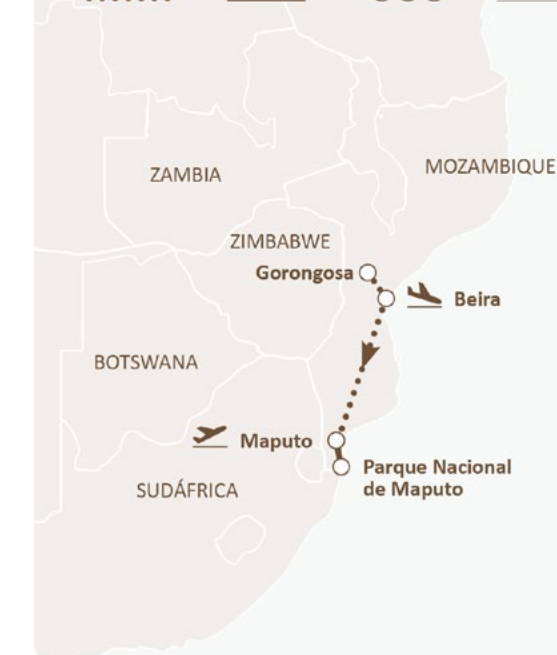 MOZAMBIQUE
ZAMBIA
ZIMBABWE
Gorongosa
Beira
BOTSWANA
Maputo
Parque Nacional
de Maputo
SUDÁFRICA